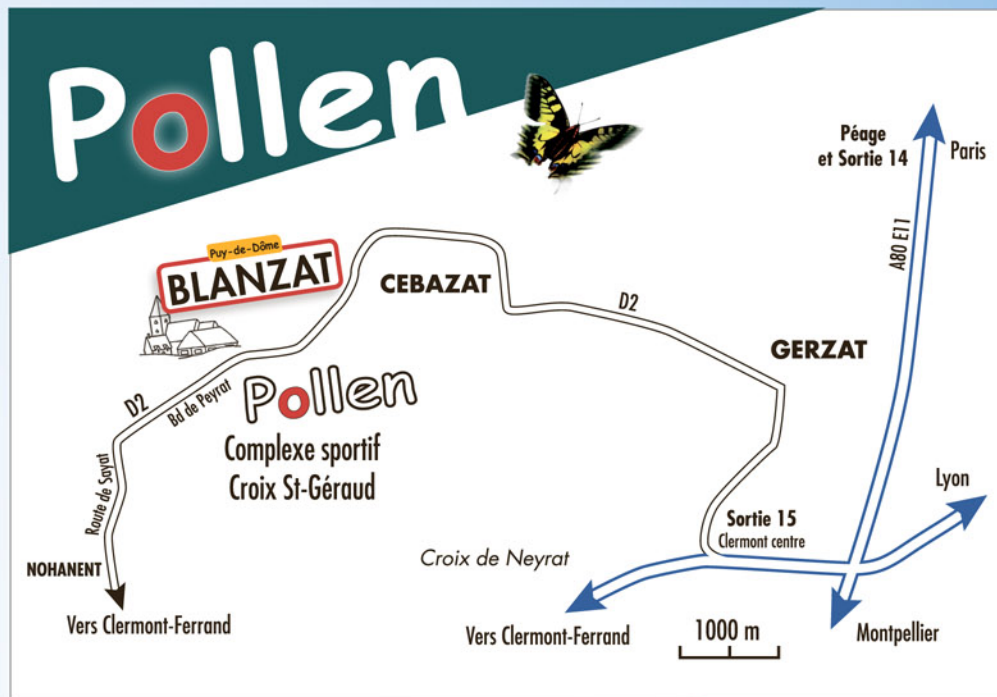 Pollen
Péage
et Sortie 14
Paris
A80 E11
Puy-de-Dôme
BLANZAT
CEBAZAT
D2
GERZAT
D2
Bd de Peyrat
Pollen
Complexe sportif
Croix St-Géraud
Route de Sayat
Lyon
Sortie 15
Clermont centre
Croix de Neyrat
NOHANENT
Vers Clermont-Ferrand
Vers Clermont-Ferrand
1000 m
Montpellier